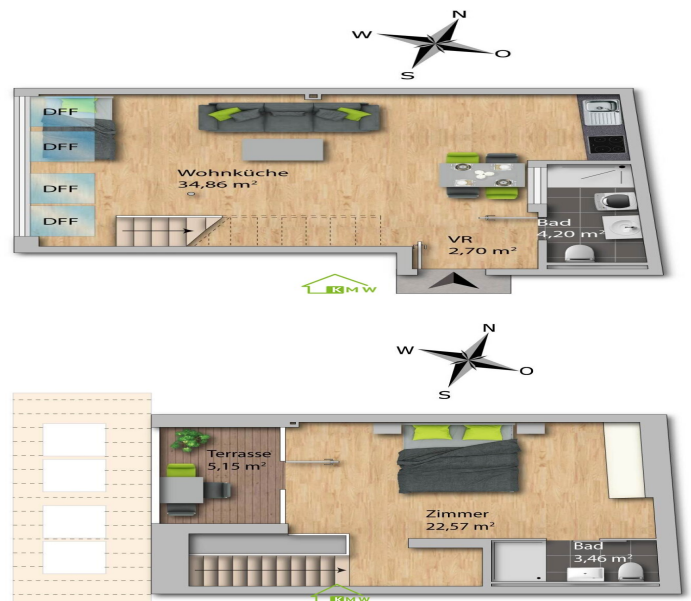 N
W
O
S
DFF
DFF
DFF
DFF
Wohnküche
34,86 m²
VR
2,70 m²
Bad
4,20 m²
KMW
N
W
O
S
Terrasse
5,15 m²
Zimmer
22,57 m²
Bad
3,46 m²
KMW